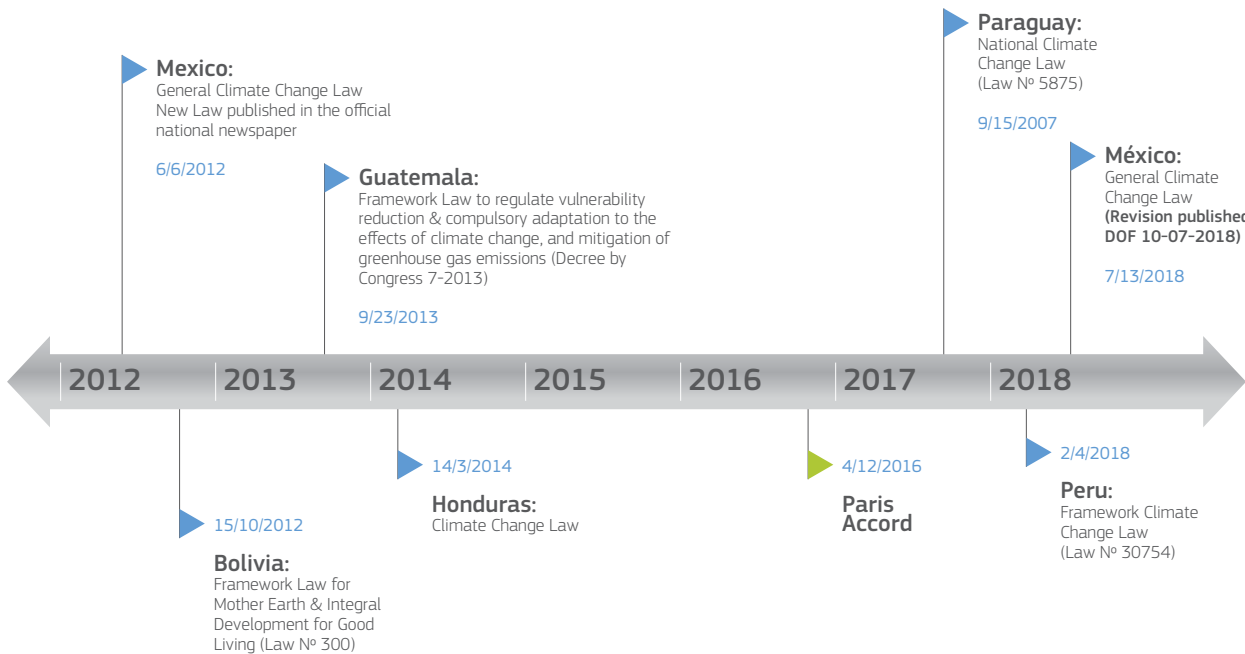 Paraguay:
National Climate
Change Law
(Law Nº 5875)
9/15/2007
Mexico:
General Climate Change Law
New Law published in the official
national newspaper
6/6/2012
México:
General Climate
Change Law
(Revision published
DOF 10-07-2018)
7/13/2018
Guatemala:
Framework Law to regulate vulnerability
reduction & compulsory adaptation to the
effects of climate change, and mitigation of
greenhouse gas emissions (Decree by
Congress 7-2013)
9/23/2013
2012 2013 2014 2015 2016 2017 2018
15/10/2012
Bolivia:
Framework Law for
Mother Earth & Integral
Development for Good
Living (Law Nº 300)
14/3/2014
Honduras:
Climate Change Law
4/12/2016
Paris
Accord
2/4/2018
Peru:
Framework Climate
Change Law
(Law Nº 30754)